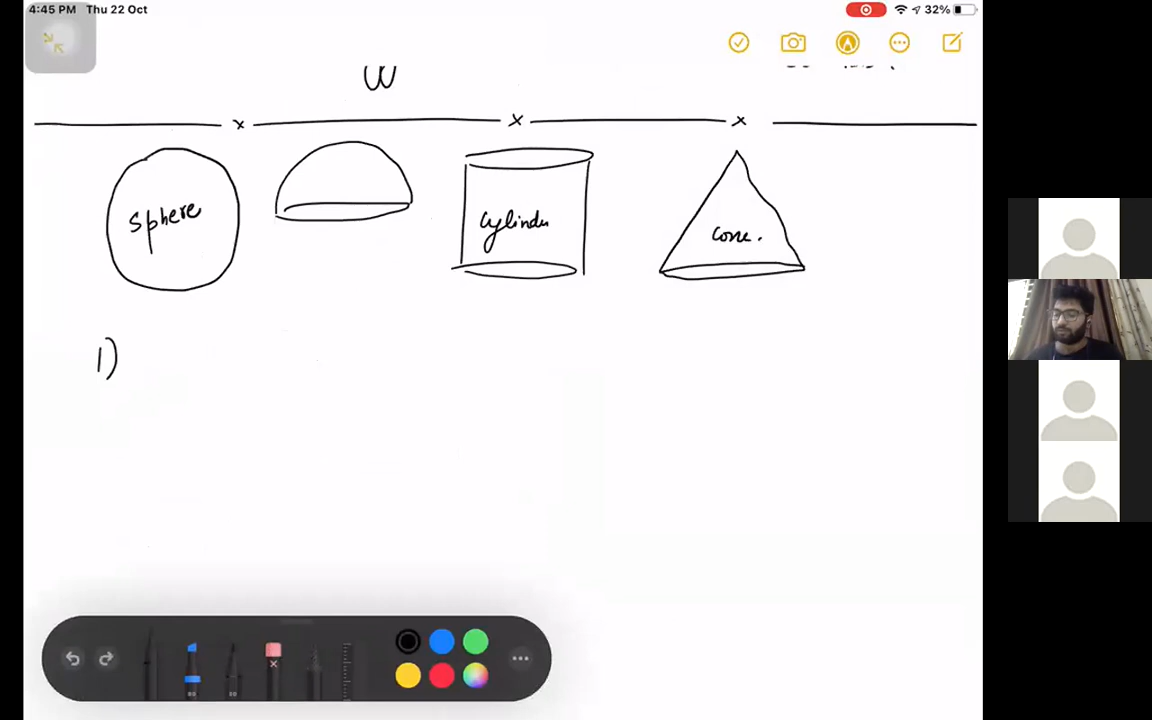 4:45 PM Thu 22 Oct
32%
w
x x x
Sphere
cylinder
cone.
1)